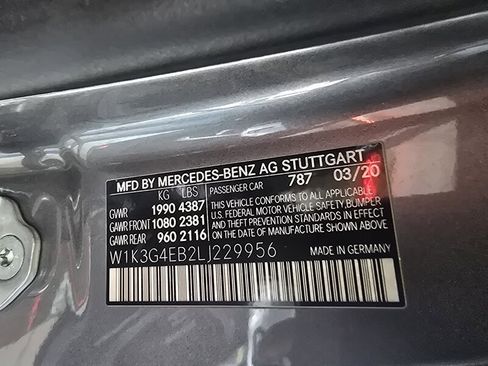 MFD BY MERCEDES-BENZ AG STUTTGART
KG LBS PASSENGER CAR 787 03/20
GVWR 1990 4387 THIS VEHICLE CONFORMS TO ALL APPLICABLE
GAWR FRONT 1080 2381 U.S. FEDERAL MOTOR VEHICLE SAFETY, BUMPER
AND THEFT PREVENTION STANDARDS IN EFFECT
GAWR REAR 960 2116 ON THE DATE OF MANUFACTURE SHOWN ABOVE
W1K3G4EB2LJ229956 MADE IN GERMANY